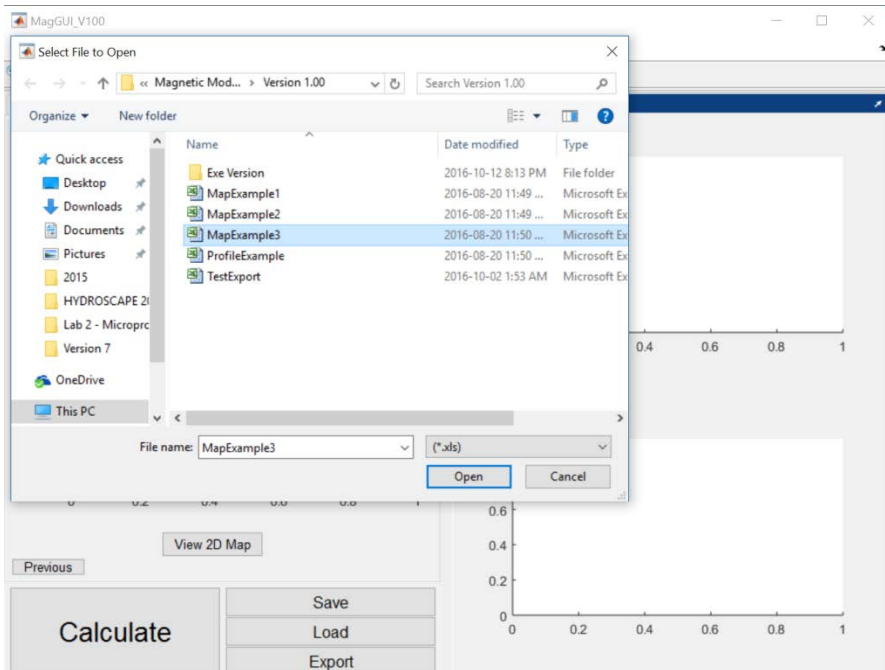 MagGUI_V100
Select File to Open
« Magnetic Mod... › Version 1.00
Search Version 1.00
Organize
New folder
Name
Date modified
Type
Quick access
Desktop
Downloads
Documents
Pictures
2015
HYDROSCAPE 20
Lab 2 - Microprc
Version 7
OneDrive
This PC
Exe Version 2016-10-12 8:13 PM File folder
MapExample1 2016-08-20 11:49 ... Microsoft Ex
MapExample2 2016-08-20 11:49 ... Microsoft Ex
MapExample3 2016-08-20 11:50 ... Microsoft Ex
ProfileExample 2016-08-20 11:50 ... Microsoft Ex
TestExport 2016-10-02 1:53 AM Microsoft Ex
File name: MapExample3
(*.xls)
Open
Cancel
0.4 0.6 0.8 1
View 2D Map
Previous
Calculate
Save
Load
Export
0.6
0.4
0.2
0
0 0.2 0.4 0.6 0.8 1